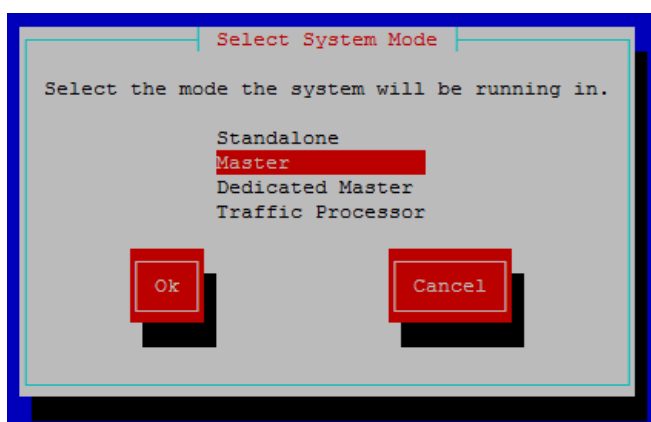 Select System Mode
Select the mode the system will be running in.
Standalone
Master
Dedicated Master
Traffic Processor
Ok Cancel